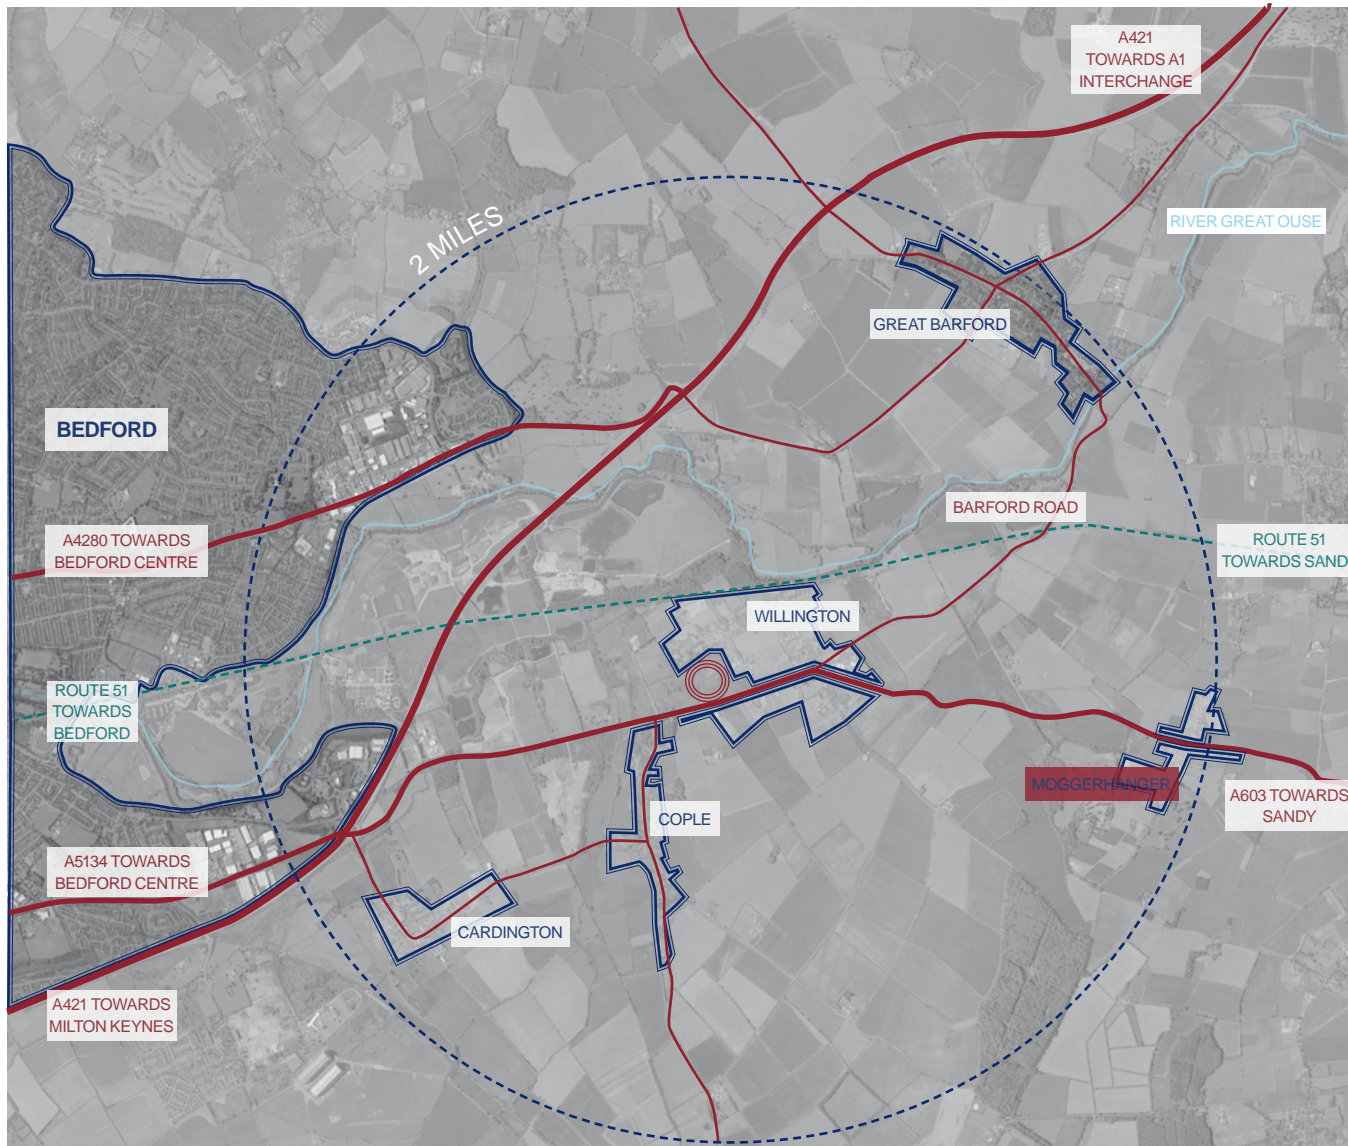 A421
TOWARDS A1
INTERCHANGE
2 MILES
RIVER GREAT OUSE
GREAT BARFORD
BEDFORD
BARFORD ROAD
A4280 TOWARDS
BEDFORD CENTRE
ROUTE 51
TOWARDS SAND
WILLINGTON
ROUTE 51
TOWARDS
BEDFORD
MOGGERHANGER
A603 TOWARDS
SANDY
COPLE
A5134 TOWARDS
BEDFORD CENTRE
CARDINGTON
A421 TOWARDS
MILTON KEYNES